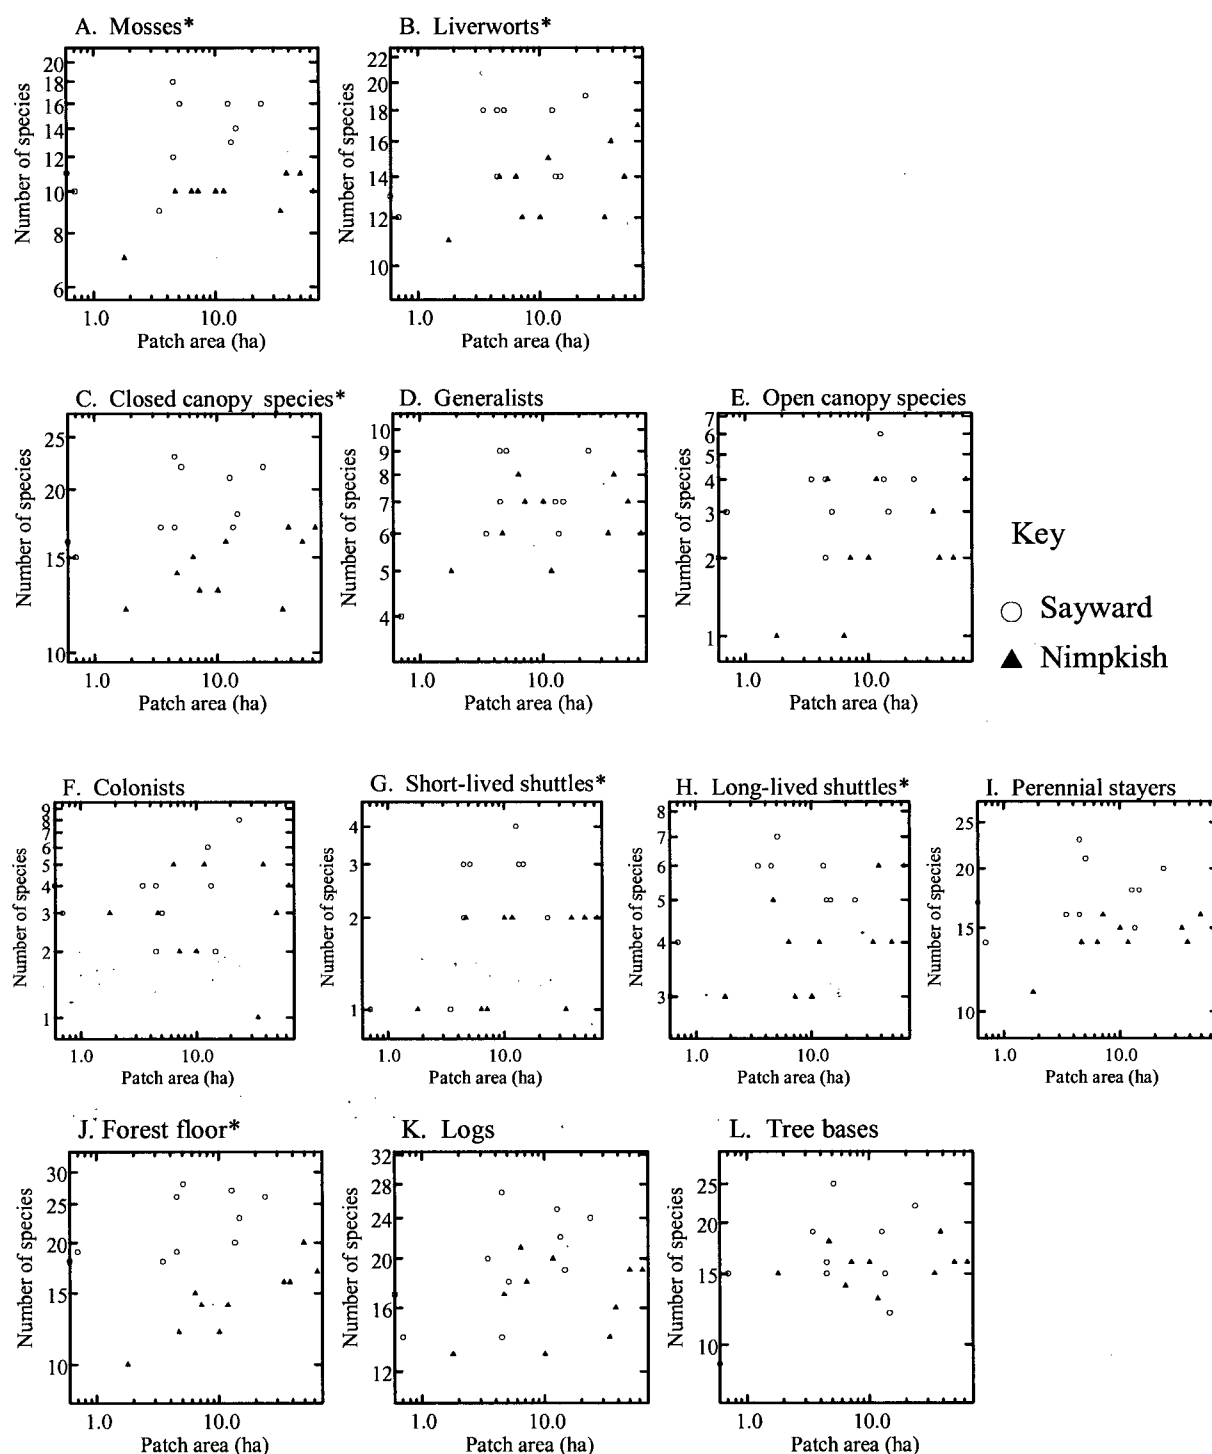 A. Mosses*
B. Liverworts*
Number of species
20
18
16
14
12
10
8
6
1.0 10.0
Patch area (ha)
Number of species
22
20
18
16
14
12
10
1.0 10.0
Patch area (ha)
C. Closed canopy species*
D. Generalists
E. Open canopy species
Number of species
25
20
15
10
1.0 10.0
Patch area (ha)
Number of species
10
9
8
7
6
5
4
1.0 10.0
Patch area (ha)
Number of species
7
6
5
4
3
2
1
1.0 10.0
Patch area (ha)
Key
Sayward
Nimpkish
F. Colonists
G. Short-lived shuttles*
H. Long-lived shuttles*
I. Perennial stayers
Number of species
9
8
7
6
5
4
3
2
1
1.0 10.0
Patch area (ha)
Number of species
4
3
2
1
1.0 10.0
Patch area (ha)
Number of species
8
7
6
5
4
3
1.0 10.0
Patch area (ha)
Number of species
25
20
15
10
1.0 10.0
Patch area (ha)
J. Forest floor*
K. Logs
L. Tree bases
Number of species
30
25
20
15
10
1.0 10.0
Patch area (ha)
Number of species
32
28
24
20
16
12
1.0 10.0
Patch area (ha)
Number of species
25
20
15
10
1.0 10.0
Patch area (ha)